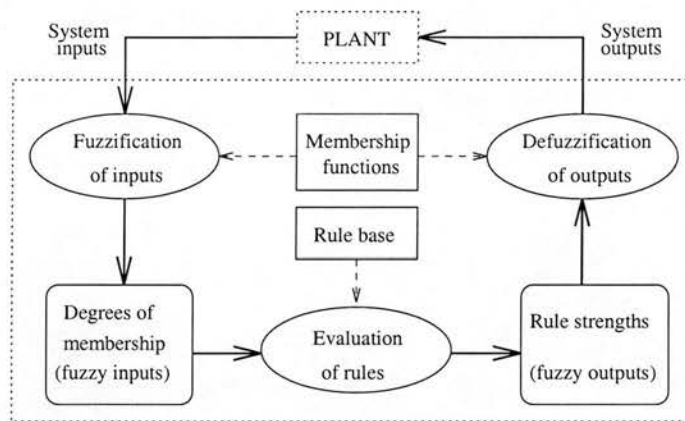 System
inputs
PLANT
System
outputs
Fuzzification
of inputs
Membership
functions
Defuzzification
of outputs
Rule base
Degrees of
membership
(fuzzy inputs)
Evaluation
of rules
Rule strengths
(fuzzy outputs)